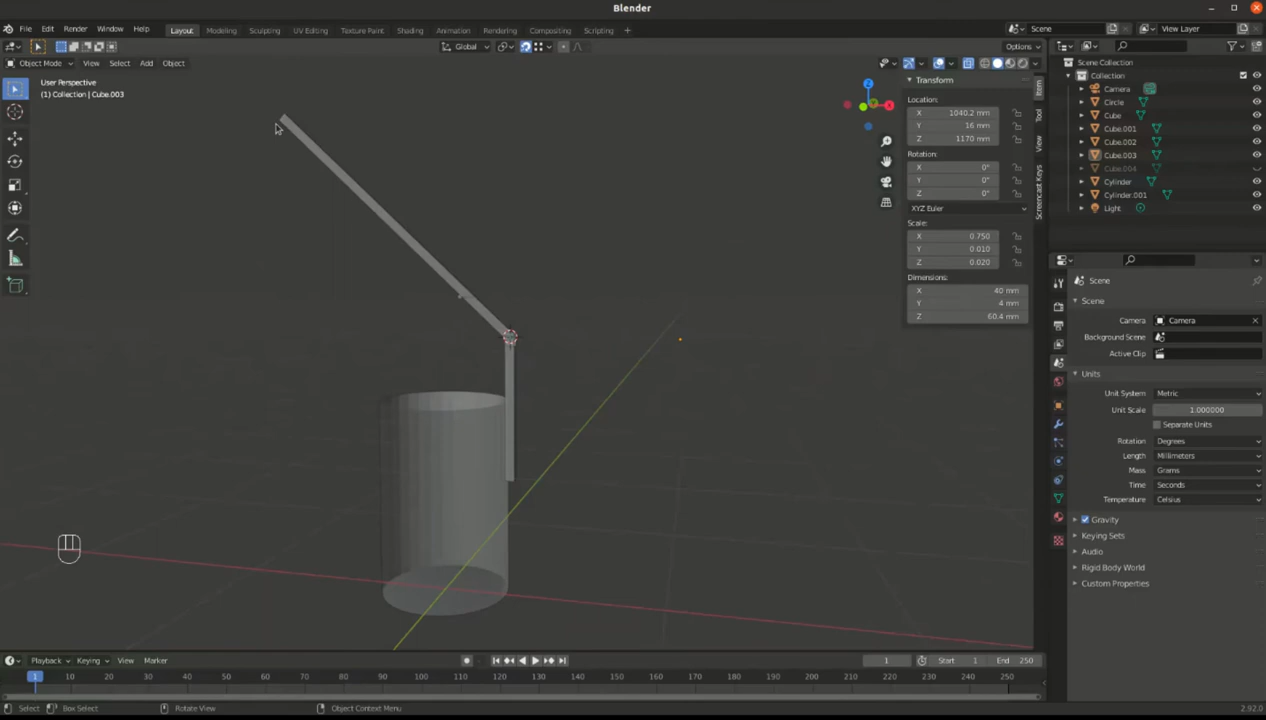 Blender
File Edit Render Window Help Layout Modeling Sculpting UV Editing Texture Paint Shading Animation Rendering Compositing Scripting + Scene View Layer
Global Options
Object Mode View Select Add Object
User Perspective
(1) Collection | Cube.003
Transform
Location:
X 1040.2 mm
Y 16 mm
Z 1170 mm
Rotation:
X 0°
Y 0°
Z 0°
XYZ Euler
Scale:
X 0.750
Y 0.010
Z 0.020
Dimensions:
X 40 mm
Y 4 mm
Z 60.4 mm
Item
Tool
View
Screencast Keys
Scene Collection
Collection
Camera
Circle
Cube
Cube.001
Cube.002
Cube.003
Cube.004
Cylinder
Cylinder.001
Light
Scene
Scene
Camera Camera
Background Scene
Active Clip
Units
Unit System Metric
Unit Scale 1.000000
Separate Units
Rotation Degrees
Length Millimeters
Mass Grams
Time Seconds
Temperature Celsius
Gravity
Keying Sets
Audio
Rigid Body World
Custom Properties
Playback Keying View Marker 1 Start 1 End 250
1 10 20 30 40 50 60 70 80 90 100 110 120 130 140 150 160 170 180 190 200 210 220 230 240 250
Select Box Select Rotate View Object Context Menu 2.92.0